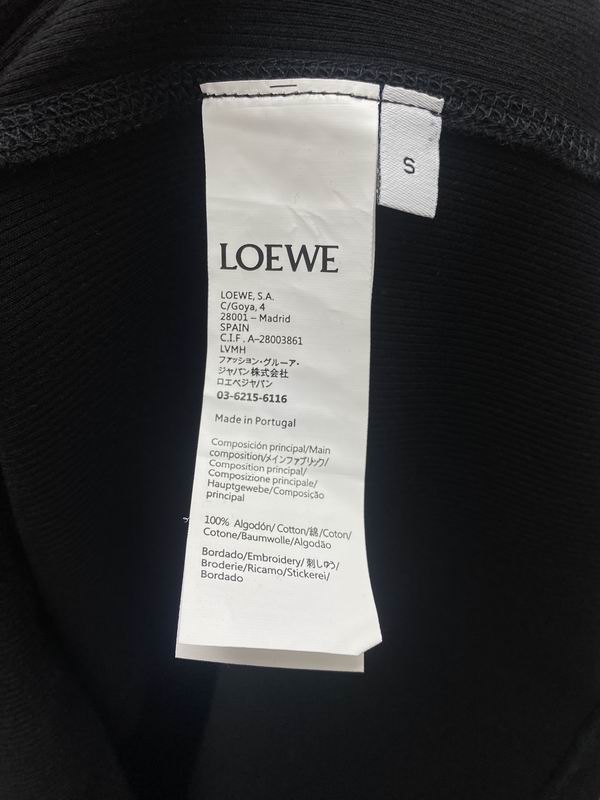 S
LOEWE
LOEWE, S.A.
C/Goya, 4
28001 – Madrid
SPAIN
C.I.F . A–28003861
LVMH
ファッション・グループ・
ジャパン株式会社
ロエベジャパン
03-6215-6116
Made in Portugal
Composición principal/Main
composition/メインファブリック/
Composition principal/
Composizione principale/
Hauptgewebe/Composição
principal
100% Algodón/ Cotton/綿/Coton/
Cotone/Baumwolle/Algodão
Bordado/Embroidery/ 刺しゅう/
Broderie/Ricamo/Stickerei/
Bordado